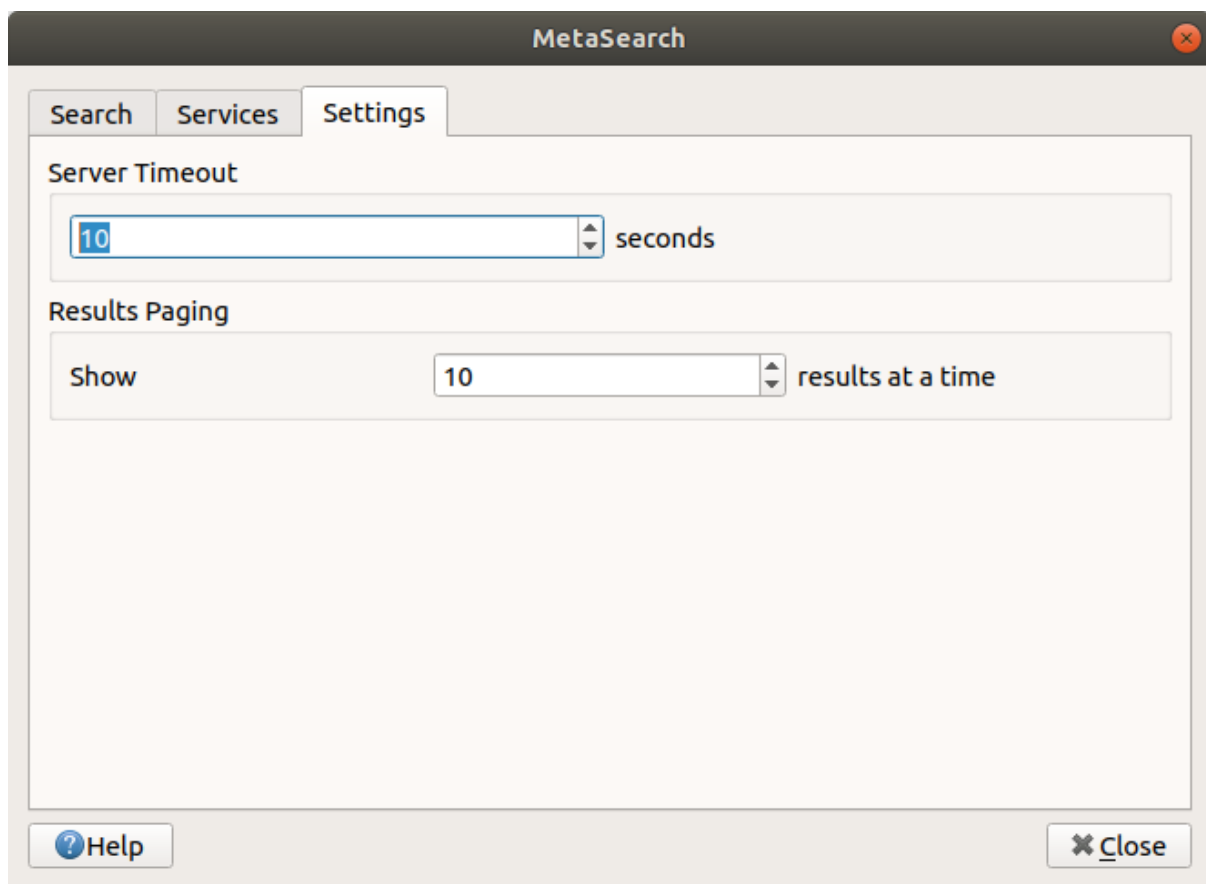 MetaSearch
Search Services Settings
Server Timeout
10 seconds
Results Paging
Show 10 results at a time
Help Close